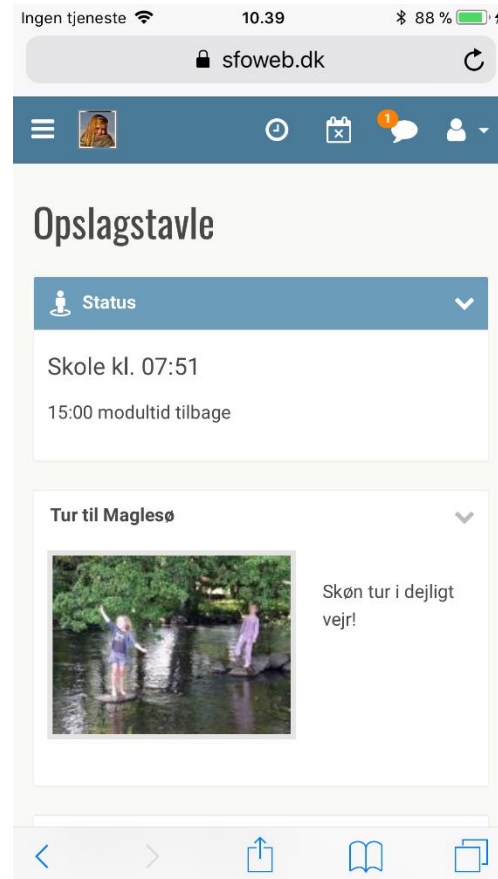 Ingen tjeneste 10.39 88 %
sfoweb.dk
1
Opslagstavle
Status
Skole kl. 07:51
15:00 modultid tilbage
Tur til Maglesø
Skøn tur i dejligt
vejr!